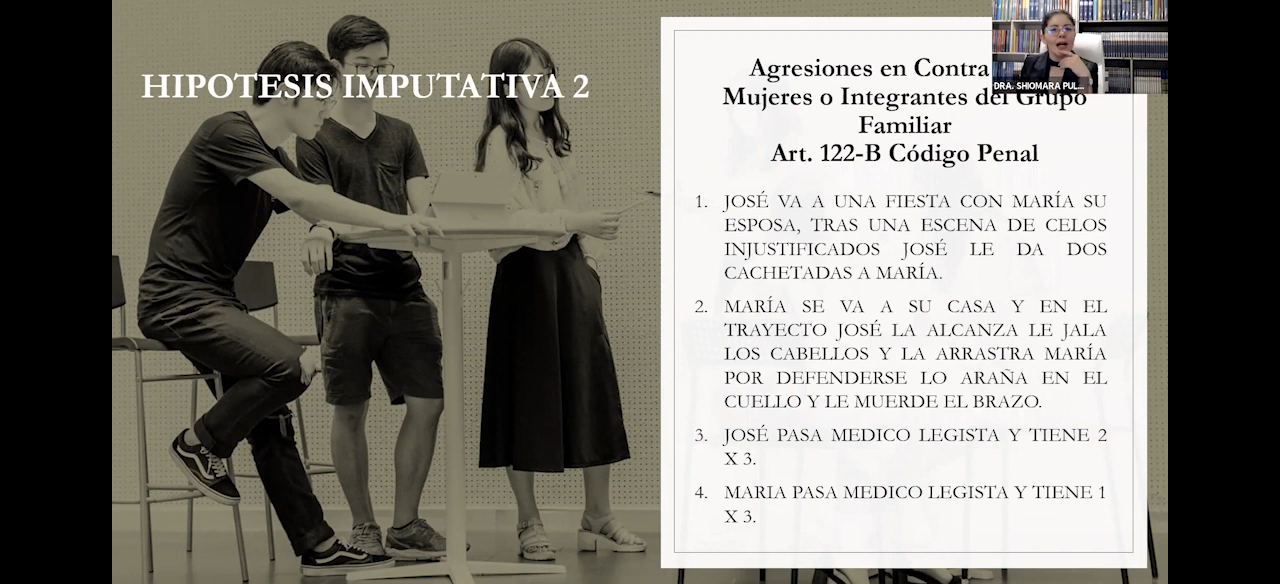 HIPOTESIS IMPUTATIVA 2
Agresiones en Contra
Mujeres o Integrantes del Grupo
Familiar
Art. 122-B Código Penal
1. JOSÉ VA A UNA FIESTA CON MARÍA SU
ESPOSA, TRAS UNA ESCENA DE CELOS
INJUSTIFICADOS JOSÉ LE DA DOS
CACHETADAS A MARÍA.
2. MARÍA SE VA A SU CASA Y EN EL
TRAYECTO JOSÉ LA ALCANZA LE JALA
LOS CABELLOS Y LA ARRASTRA MARÍA
POR DEFENDERSE LO ARAÑA EN EL
CUELLO Y LE MUERDE EL BRAZO.
3. JOSÉ PASA MEDICO LEGISTA Y TIENE 2
X 3.
4. MARIA PASA MEDICO LEGISTA Y TIENE 1
X 3.
DRA. SHIOMARA PUL...